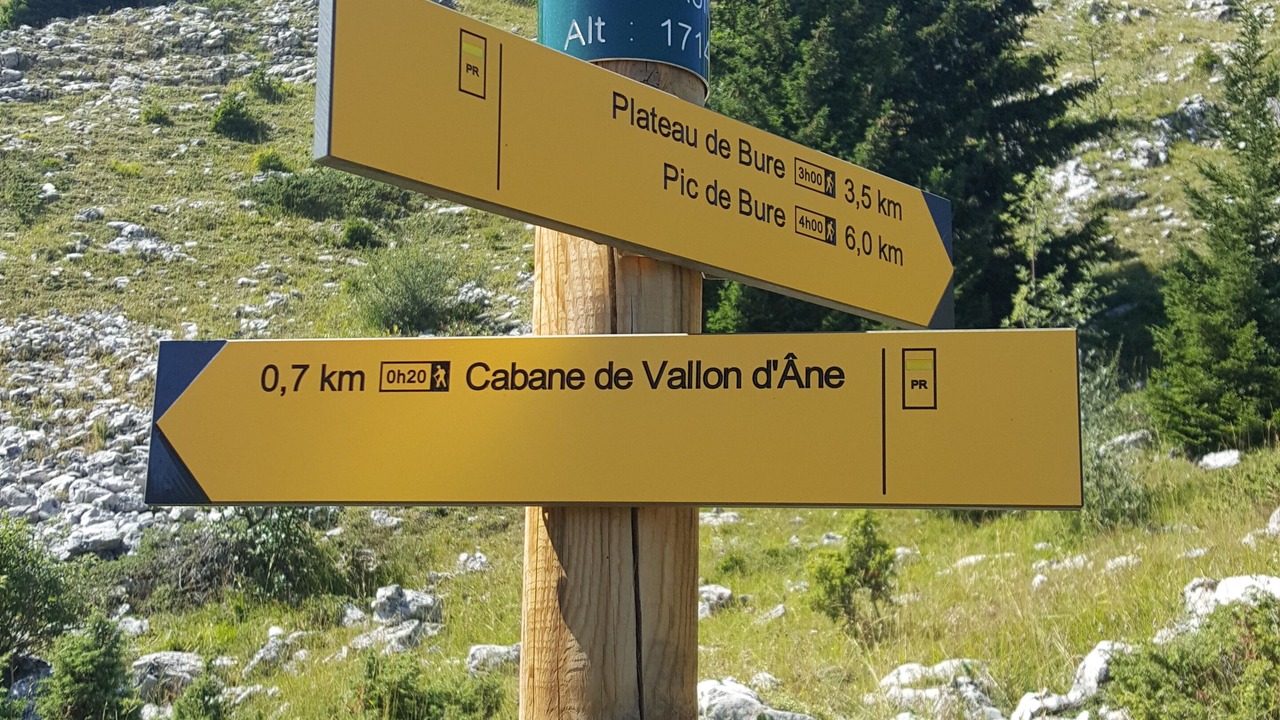 Alt : 1714
PR
Plateau de Bure 3h00 3,5 km
Pic de Bure 4h00 6,0 km
0,7 km 0h20 Cabane de Vallon d'Âne
PR